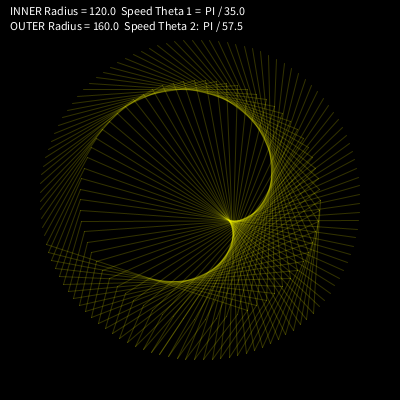 INNER Radius = 120.0  Speed Theta 1 =  PI / 35.0
OUTER Radius = 160.0  Speed Theta 2:  PI / 57.5